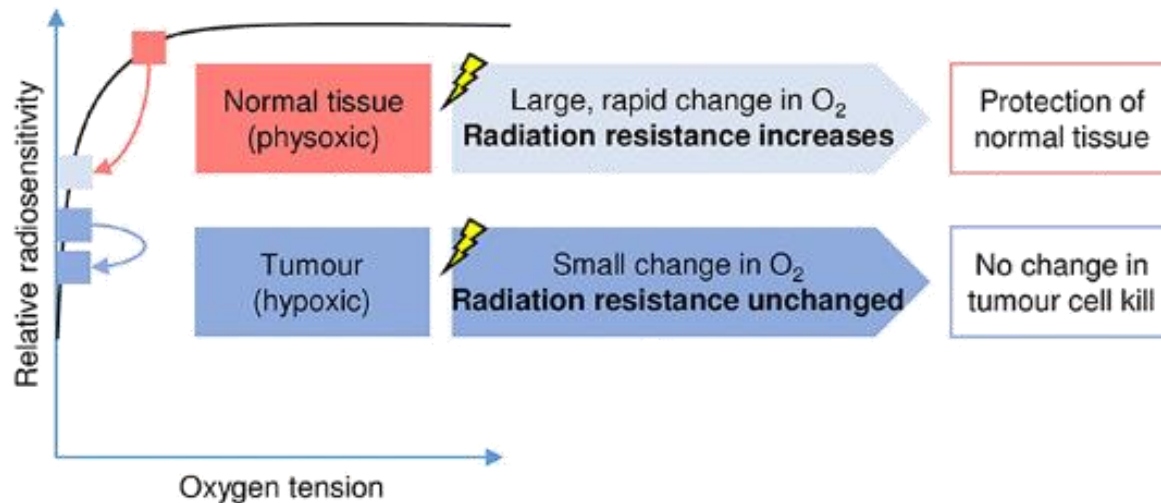 Relative radiosensitivity
Normal tissue
(physoxic)
Large, rapid change in O₂
Radiation resistance increases
Protection of
normal tissue
Tumour
(hypoxic)
Small change in O₂
Radiation resistance unchanged
No change in
tumour cell kill
Oxygen tension